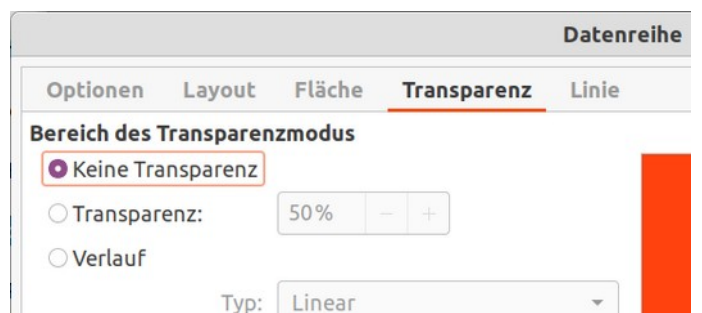 Datenreihe
Optionen Layout Fläche Transparenz Linie
Bereich des Transparenzmodus
Keine Transparenz
Transparenz: 50% − +
Verlauf
Typ: Linear